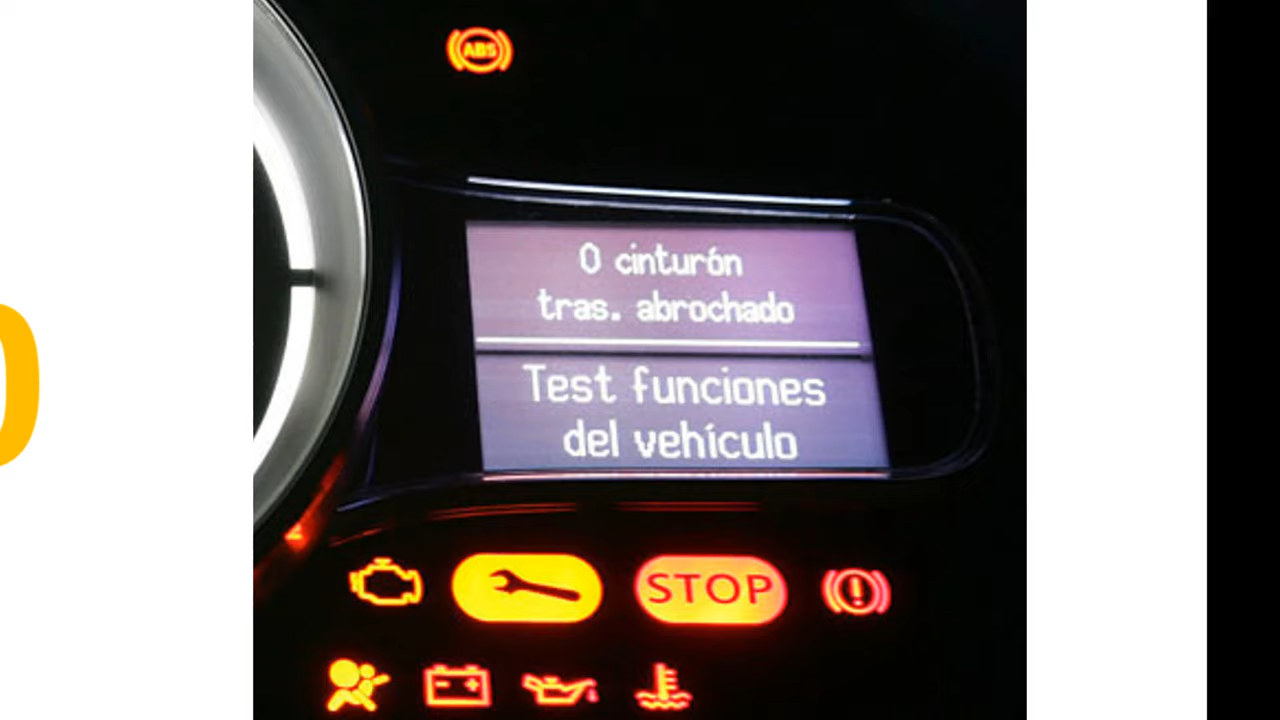 ABS
0 cinturón
tras. abrochado
Test funciones
del vehículo
STOP